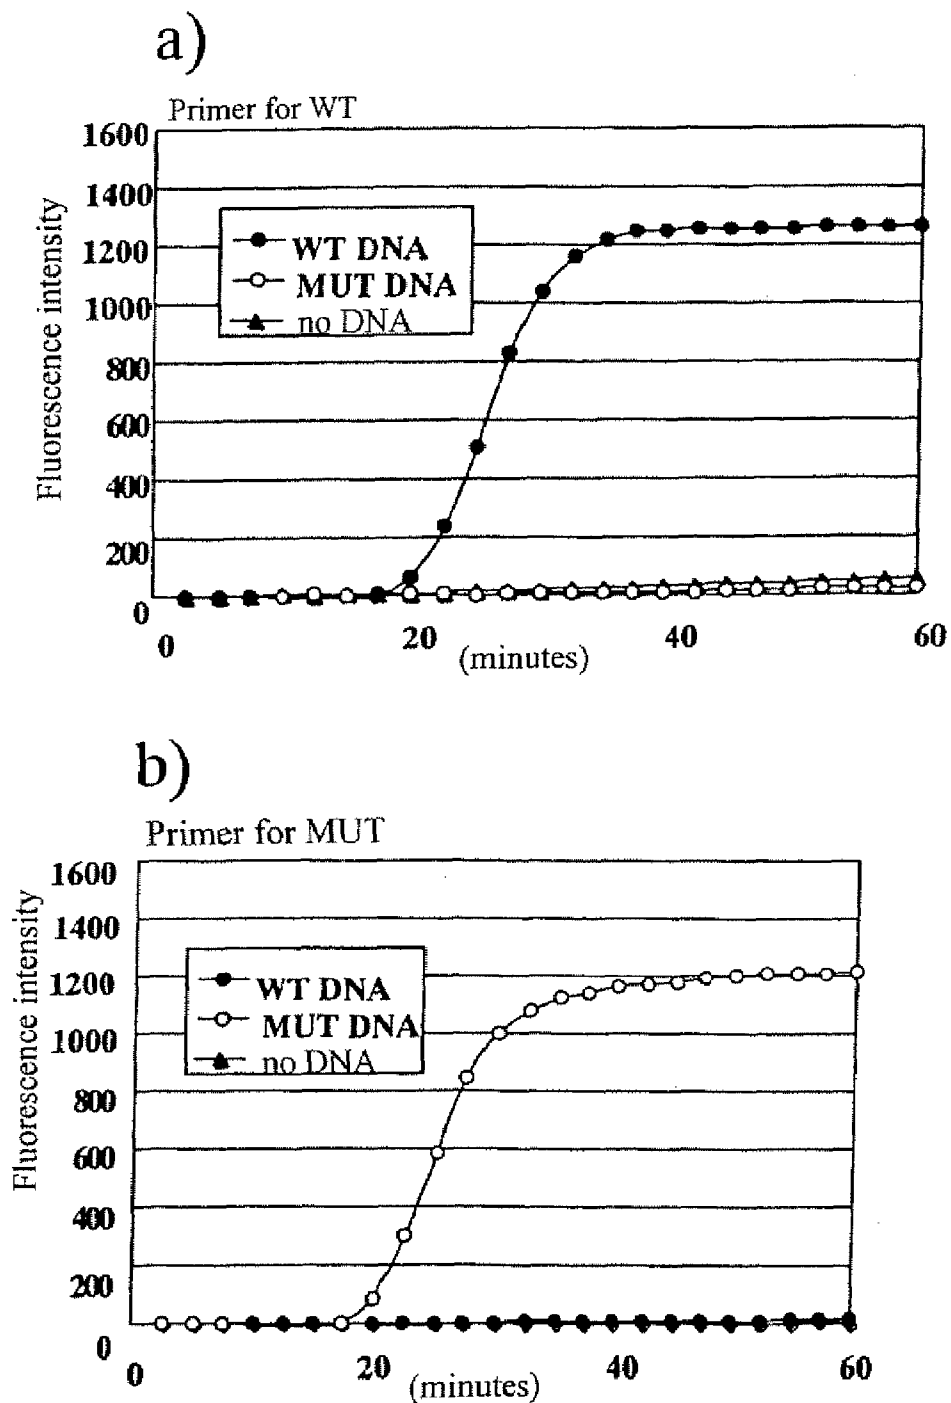 a)
Primer for WT
1600
1400
1200
1000
800
600
400
200
0
Fluorescence intensity
WT DNA
MUT DNA
no DNA
0
20
40
60
(minutes)
b)
Primer for MUT
1600
1400
1200
1000
800
600
400
200
0
Fluorescence intensity
WT DNA
MUT DNA
no DNA
0
20
40
60
(minutes)